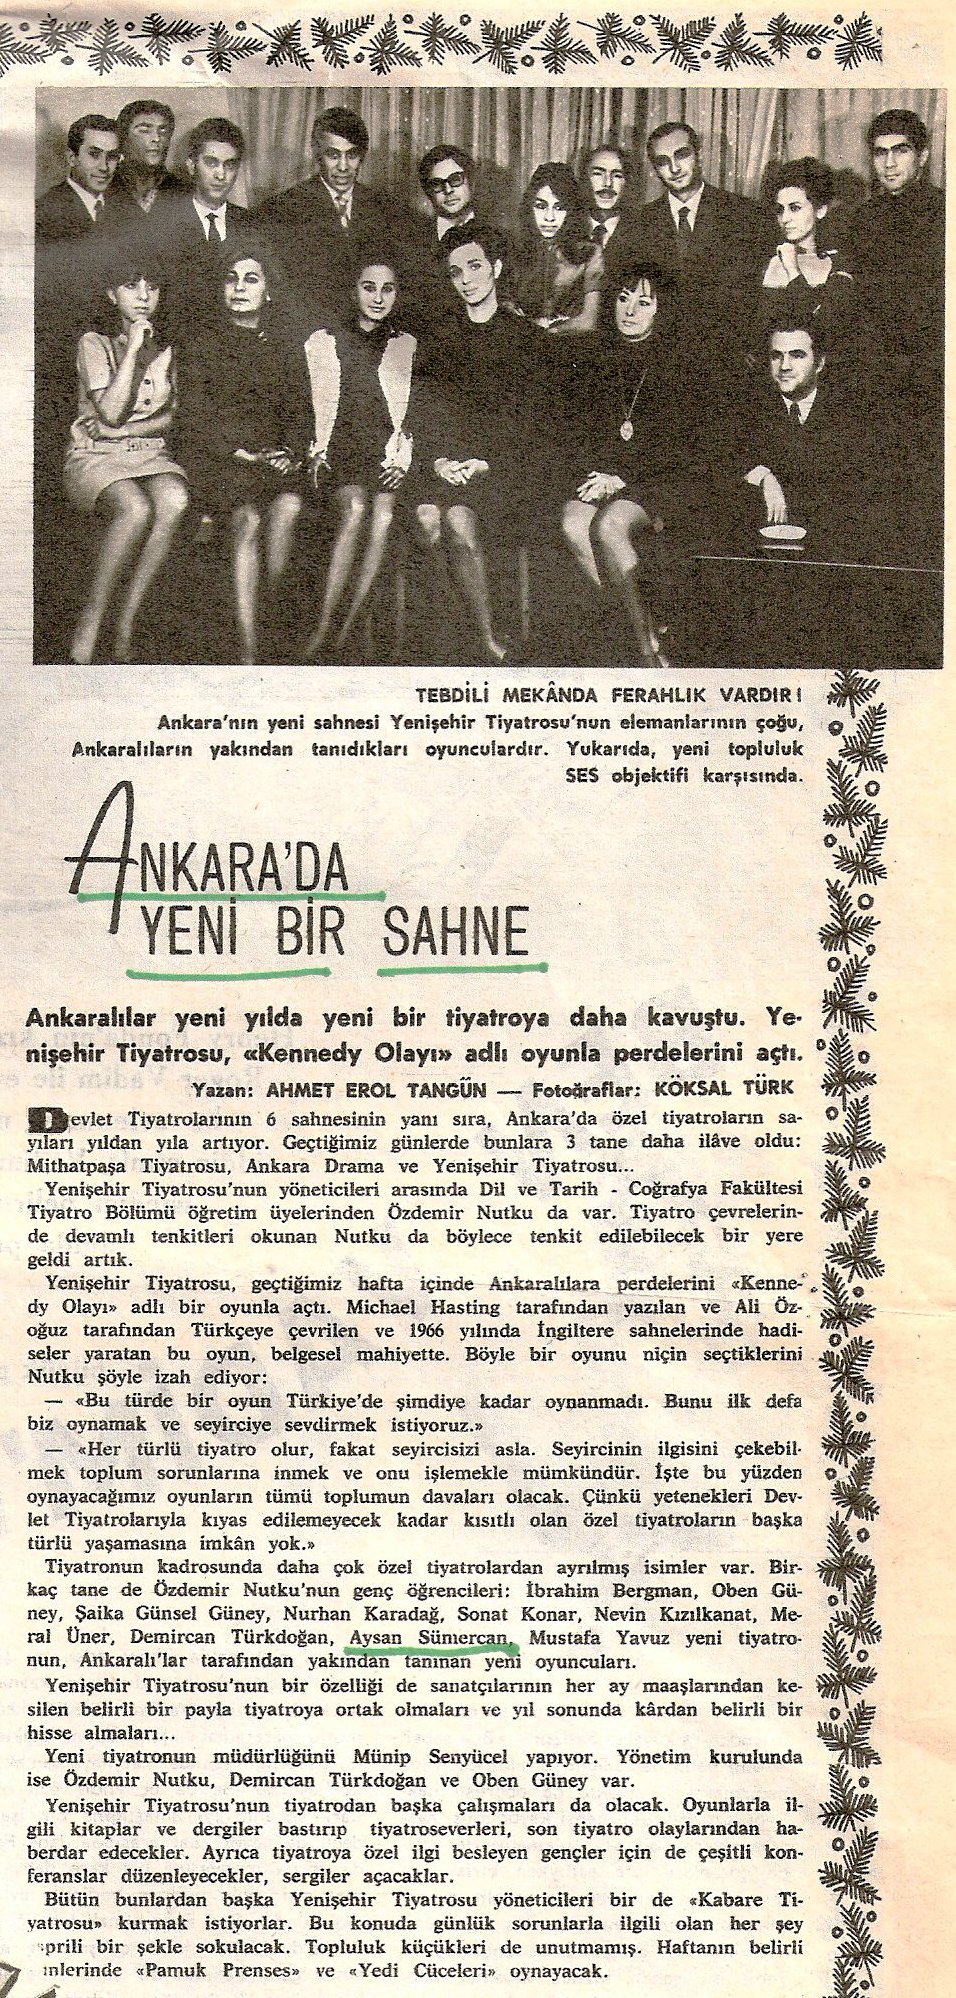 TEBDİLİ MEKÂNDA FERAHLIK VARDIR!
Ankara'nın yeni sahnesi Yenişehir Tiyatrosu'nun elemanlarının çoğu,
Ankaralıların yakından tanıdıkları oyunculardır. Yukarıda, yeni topluluk
SES objektifi karşısında.
ANKARA'DA
YENİ BİR SAHNE
Ankaralılar yeni yılda yeni bir tiyatroya daha kavuştu. Ye-
nişehir Tiyatrosu, «Kennedy Olayı» adlı oyunla perdelerini açtı.
Yazan: AHMET EROL TANGÜN — Fotoğraflar: KÖKSAL TÜRK
Devlet Tiyatrolarının 6 sahnesinin yanı sıra, Ankara'da özel tiyatroların sa-
yıları yıldan yıla artıyor. Geçtiğimiz günlerde bunlara 3 tane daha ilâve oldu:
Mithatpaşa Tiyatrosu, Ankara Drama ve Yenişehir Tiyatrosu...
Yenişehir Tiyatrosu'nun yöneticileri arasında Dil ve Tarih - Coğrafya Fakültesi
Tiyatro Bölümü öğretim üyelerinden Özdemir Nutku da var. Tiyatro çevrelerin-
de devamlı tenkitleri okunan Nutku da böylece tenkit edilebilecek bir yere
geldi artık.
Yenişehir Tiyatrosu, geçtiğimiz hafta içinde Ankaralılara perdelerini «Kenne-
dy Olayı» adlı bir oyunla açtı. Michael Hasting tarafından yazılan ve Ali Öz-
oğuz tarafından Türkçeye çevrilen ve 1966 yılında İngiltere sahnelerinde hadi-
seler yaratan bu oyun, belgesel mahiyette. Böyle bir oyunu niçin seçtiklerini
Nutku şöyle izah ediyor:
— «Bu türde bir oyun Türkiye'de şimdiye kadar oynanmadı. Bunu ilk defa
biz oynamak ve seyirciye sevdirmek istiyoruz.»
— «Her türlü tiyatro olur, fakat seyircisizi asla. Seyircinin ilgisini çekebil-
mek toplum sorunlarına inmek ve onu işlemekle mümkündür. İşte bu yüzden
oynayacağımız oyunların tümü toplumun davaları olacak. Çünkü yetenekleri Dev-
let Tiyatrolarıyla kıyas edilemeyecek kadar kısıtlı olan özel tiyatroların başka
türlü yaşamasına imkân yok.»
Tiyatronun kadrosunda daha çok özel tiyatrolardan ayrılmış isimler var. Bir-
kaç tane de Özdemir Nutku'nun genç öğrencileri: İbrahim Bergman, Oben Gü-
ney, Şaika Günsel Güney, Nurhan Karadağ, Sonat Konar, Nevin Kızılkanat, Me-
ral Üner, Demircan Türkdoğan, Aysan Sümercan, Mustafa Yavuz yeni tiyatro-
nun, Ankaralı'lar tarafından yakından tanınan yeni oyuncuları.
Yenişehir Tiyatrosu'nun bir özelliği de sanatçılarının her ay maaşlarından ke-
silen belirli bir payla tiyatroya ortak olmaları ve yıl sonunda kârdan belirli bir
hisse almaları...
Yeni tiyatronun müdürlüğünü Münip Senyücel yapıyor. Yönetim kurulunda
ise Özdemir Nutku, Demircan Türkdoğan ve Oben Güney var.
Yenişehir Tiyatrosu'nun tiyatrodan başka çalışmaları da olacak. Oyunlarla il-
gili kitaplar ve dergiler bastırıp tiyatroseverleri, son tiyatro olaylarından ha-
berdar edecekler. Ayrıca tiyatroya özel ilgi besleyen gençler için de çeşitli kon-
feranslar düzenleyecekler, sergiler açacaklar.
Bütün bunlardan başka Yenişehir Tiyatrosu yöneticileri bir de «Kabare Ti-
yatrosu» kurmak istiyorlar. Bu konuda günlük sorunlarla ilgili olan her şey
bir şekle sokulacak. Topluluk küçükleri de unutmamış. Haftanın belirli
«Pamuk Prenses» ve «Yedi Cüceleri» oynayacak.